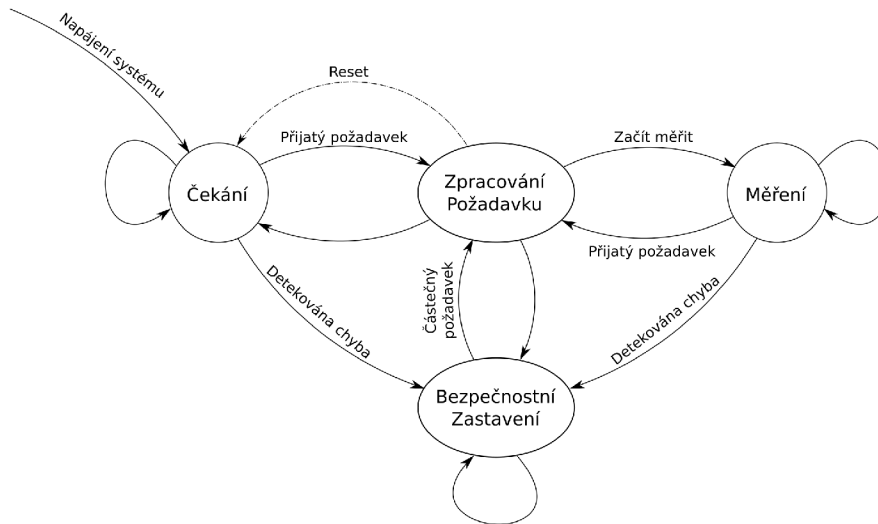 Napájení systému
Reset
Přijatý požadavek
Začít měřit
Čekání
Zpracování
Požadavku
Měření
Přijatý požadavek
Částečný
požadavek
Detekována chyba
Detekována chyba
Bezpečnostní
Zastavení